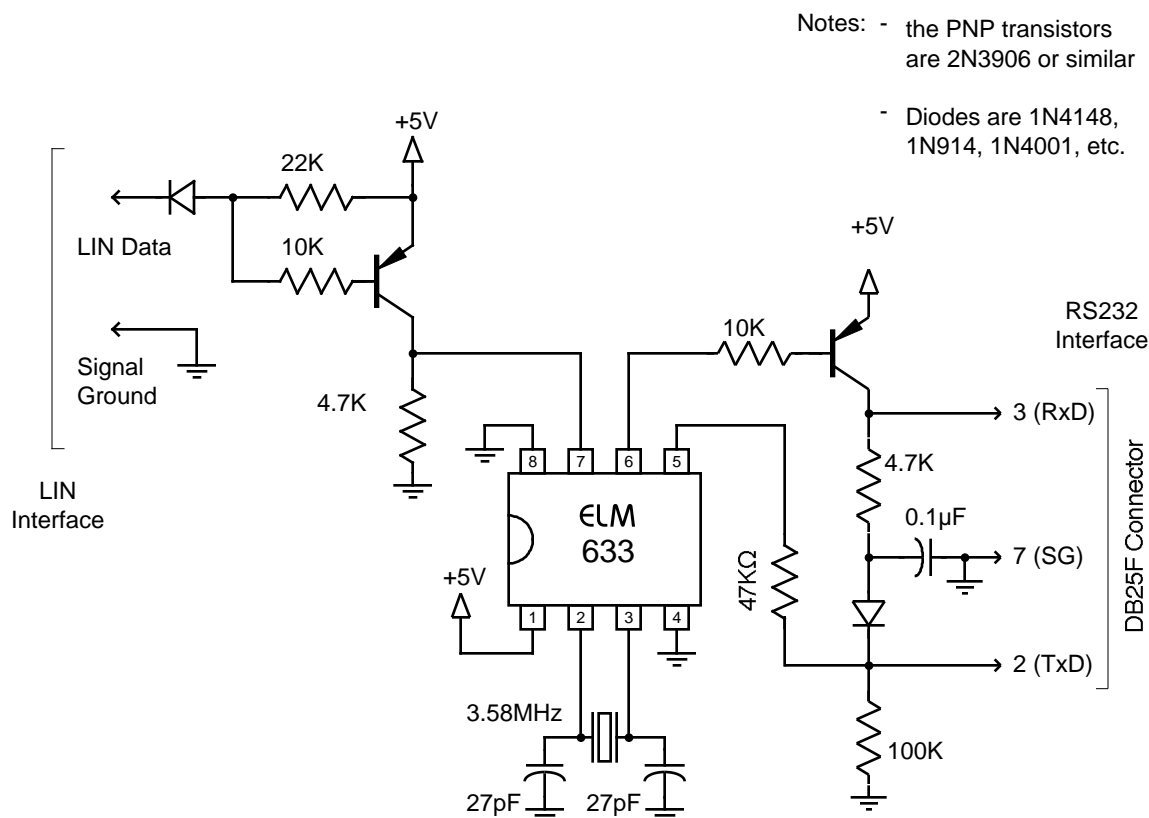 Notes: - the PNP transistors
are 2N3906 or similar
- Diodes are 1N4148,
1N914, 1N4001, etc.
+5V
22K
LIN Data
10K
Signal
Ground
4.7K
LIN
Interface
+5V
10K
RS232
Interface
3 (RxD)
4.7K
0.1µF
7 (SG)
47KΩ
2 (TxD)
100K
DB25F Connector
8 7 6 5
ELM
633
+5V
1 2 3 4
3.58MHz
27pF 27pF